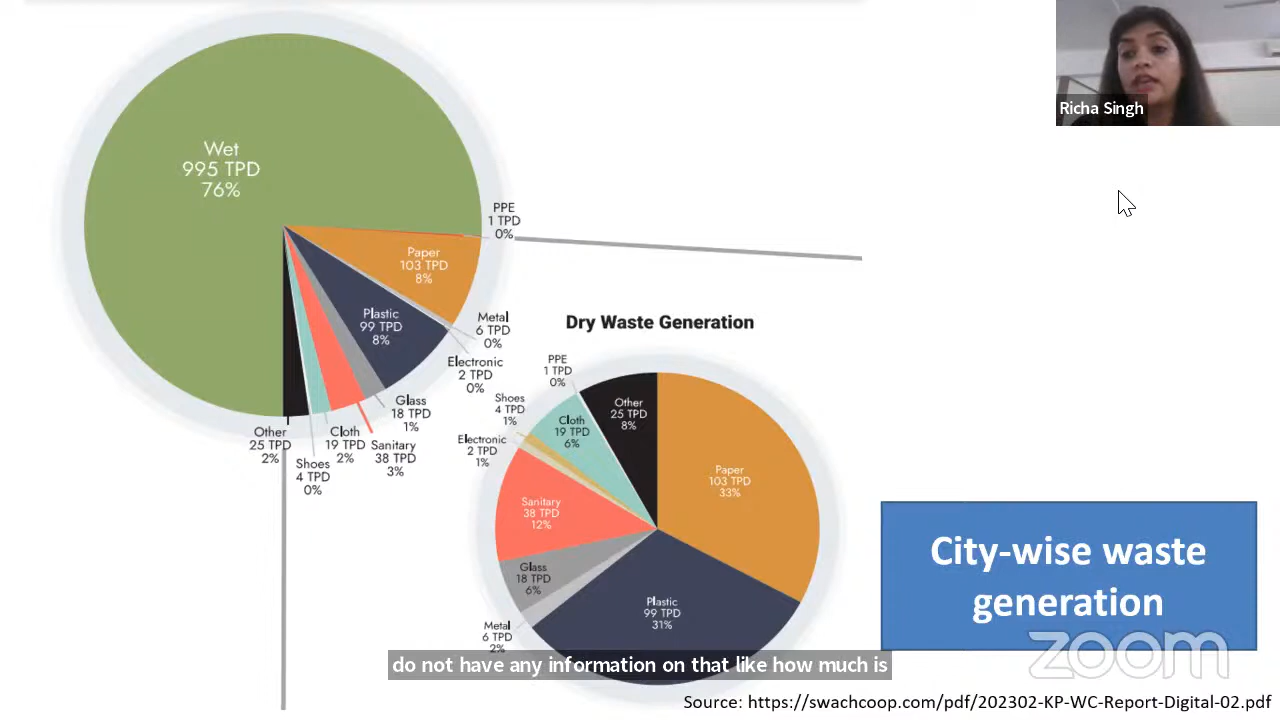 Wet
995 TPD
76%
PPE
1 TPD
0%
Paper
103 TPD
8%
Metal
6 TPD
0%
Plastic
99 TPD
8%
Electronic
2 TPD
0%
Glass
18 TPD
1%
Sanitary
38 TPD
3%
Cloth
19 TPD
2%
Shoes
4 TPD
0%
Other
25 TPD
2%
Dry Waste Generation
PPE
1 TPD
0%
Other
25 TPD
8%
Shoes
4 TPD
1%
Cloth
19 TPD
6%
Electronic
2 TPD
1%
Paper
103 TPD
33%
Sanitary
38 TPD
12%
Glass
18 TPD
6%
Plastic
99 TPD
31%
Metal
6 TPD
2%
Richa Singh
City-wise waste
generation
zoom
do not have any information on that like how much is
Source: https://swachcoop.com/pdf/202302-KP-WC-Report-Digital-02.pdf